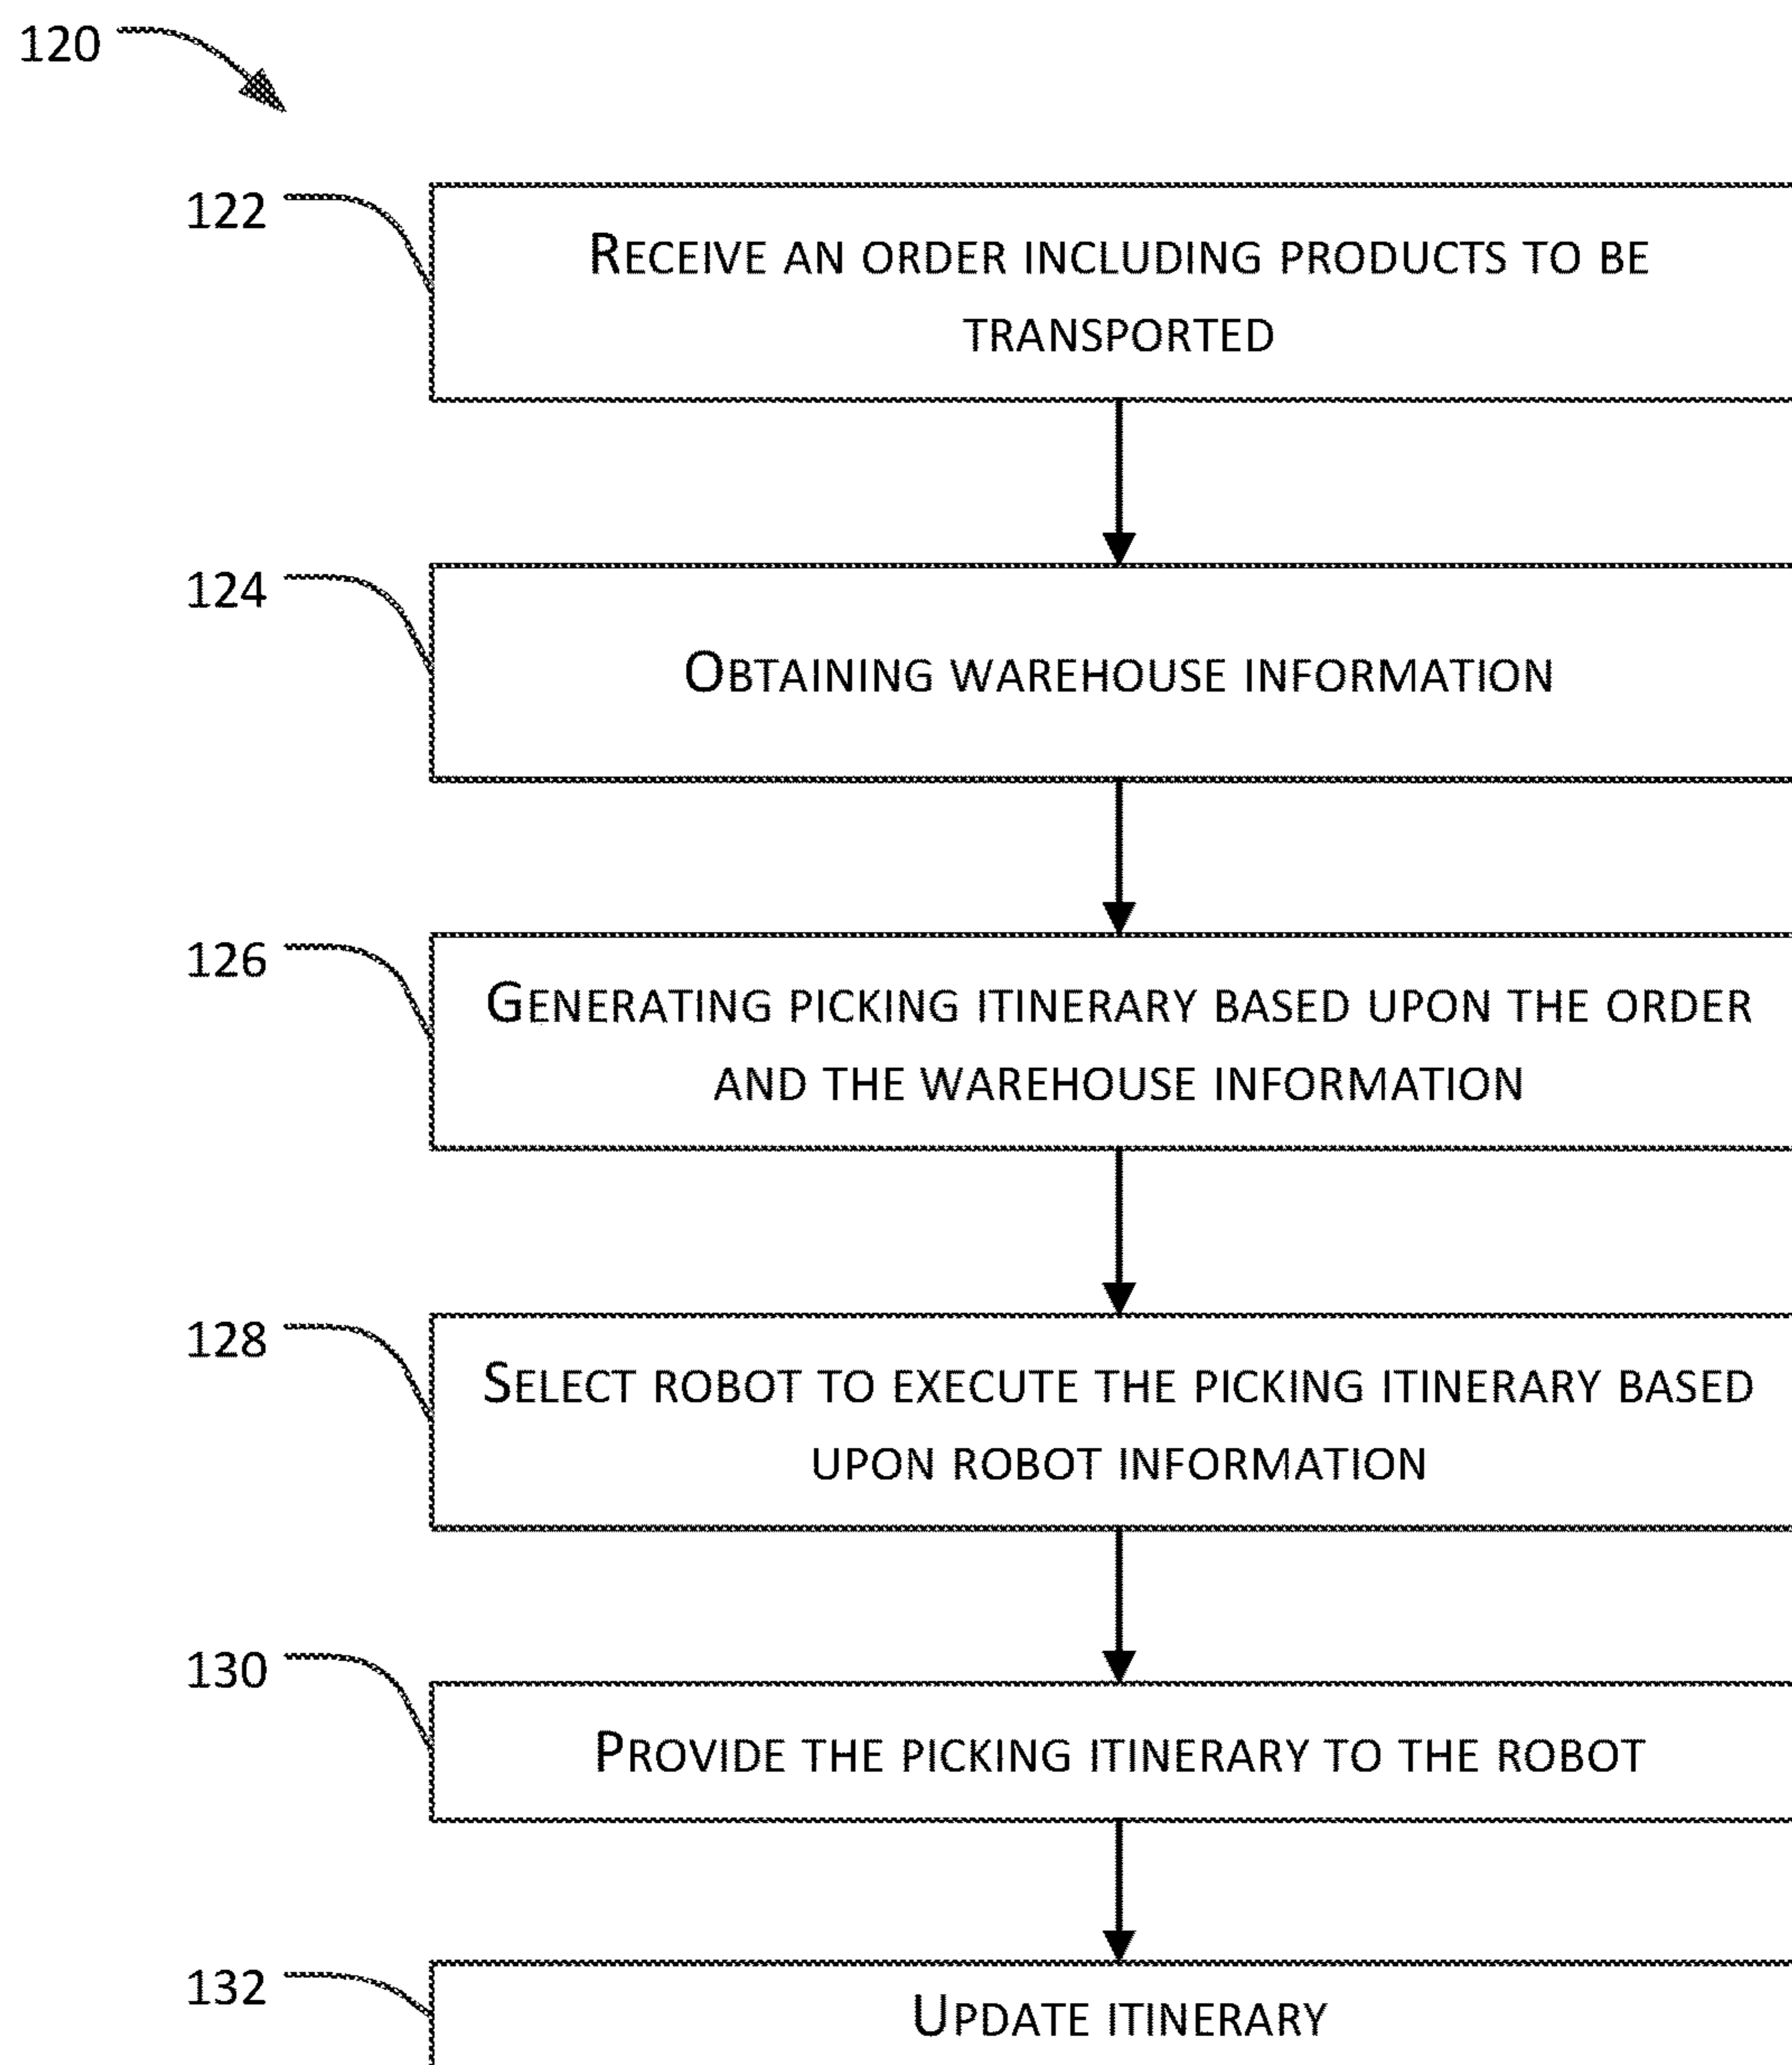 120
122
RECEIVE AN ORDER INCLUDING PRODUCTS TO BE
TRANSPORTED
124
OBTAINING WAREHOUSE INFORMATION
126
GENERATING PICKING ITINERARY BASED UPON THE ORDER
AND THE WAREHOUSE INFORMATION
128
SELECT ROBOT TO EXECUTE THE PICKING ITINERARY BASED
UPON ROBOT INFORMATION
130
PROVIDE THE PICKING ITINERARY TO THE ROBOT
132
UPDATE ITINERARY